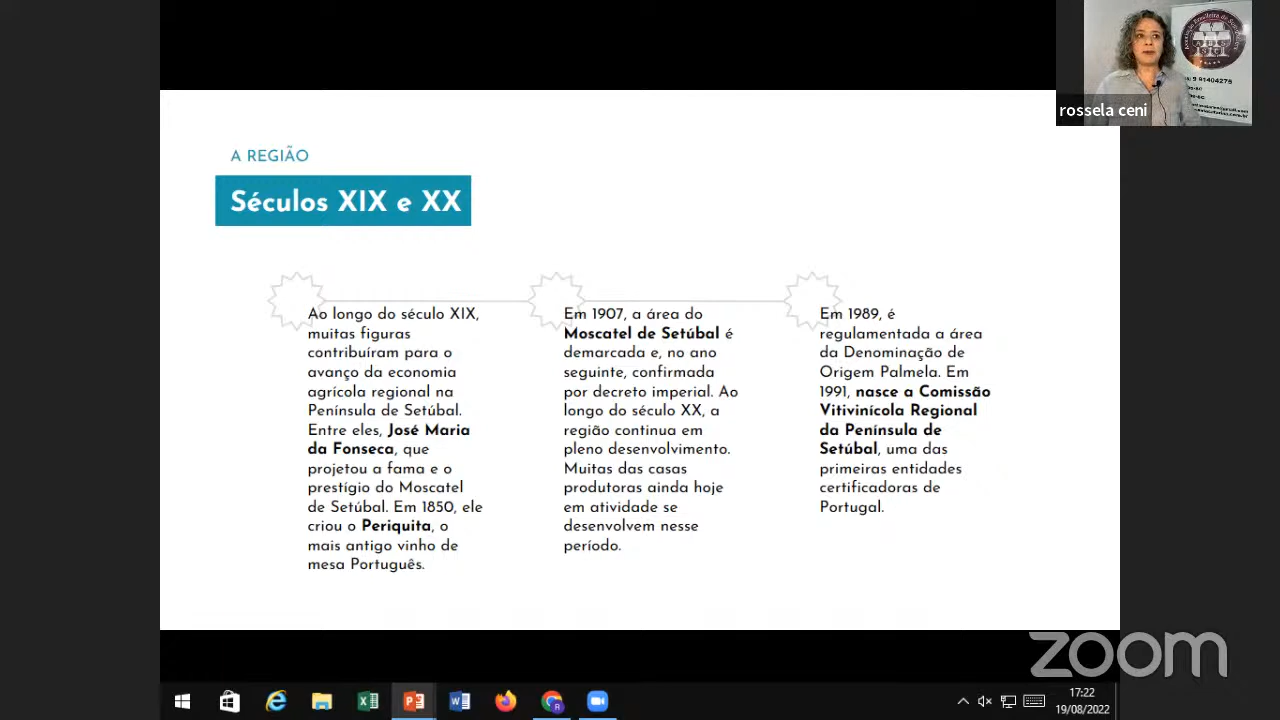 rossela ceni
A REGIÃO
Séculos XIX e XX
Ao longo do século XIX,
muitas figuras
contribuíram para o
avanço da economia
agrícola regional na
Península de Setúbal.
Entre eles, José Maria
da Fonseca, que
projetou a fama e o
prestígio do Moscatel
de Setúbal. Em 1850, ele
criou o Periquita, o
mais antigo vinho de
mesa Português.
Em 1907, a área do
Moscatel de Setúbal é
demarcada e, no ano
seguinte, confirmada
por decreto imperial. Ao
longo do século XX, a
região continua em
pleno desenvolvimento.
Muitas das casas
produtoras ainda hoje
em atividade se
desenvolvem nesse
período.
Em 1989, é
regulamentada a área
da Denominação de
Origem Palmela. Em
1991, nasce a Comissão
Vitivinícola Regional
da Península de
Setúbal, uma das
primeiras entidades
certificadoras de
Portugal.
zoom
17:22
19/08/2022